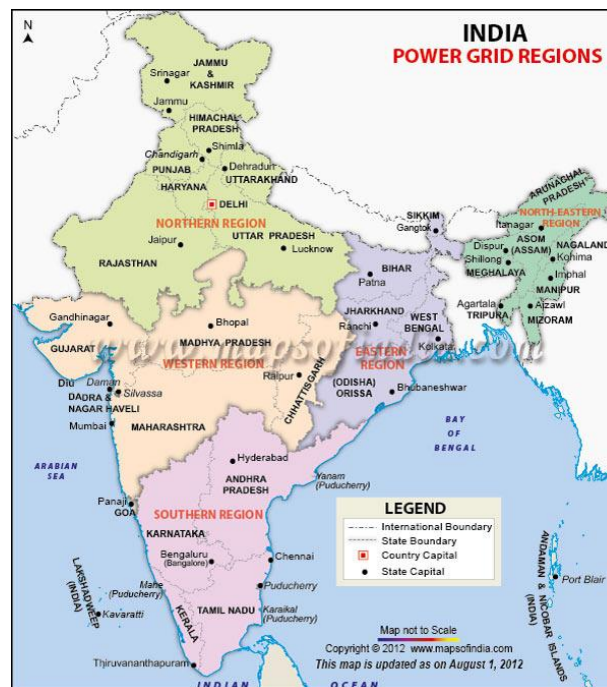 N
INDIA
POWER GRID REGIONS
JAMMU
&
KASHMIR
Srinagar
Jammu
HIMACHAL
PRADESH
Shimla
Chandigarh
PUNJAB
Dehradun
UTTARAKHAND
HARYANA
DELHI
NORTHERN REGION
UTTAR PRADESH
Jaipur
Lucknow
RAJASTHAN
SIKKIM
Gangtok
ARUNACHAL
PRADESH
Itanagar
NORTH-EASTERN
REGION
ASOM
(ASSAM)
NAGALAND
Dispur
Kohima
Shillong
MEGHALAYA
Imphal
MANIPUR
Agartala
TRIPURA
Aizawl
MIZORAM
BIHAR
Patna
JHARKHAND
Ranchi
WEST
BENGAL
Kolkata
EASTERN
REGION
(ODISHA)
ORISSA
Bhubaneshwar
Gandhinagar
GUJARAT
Bhopal
MADHYA PRADESH
www.mapsofindia.com
WESTERN REGION
Raipur
CHHATTISGARH
Diu
Daman
Silvassa
DADRA &
NAGAR HAVELI
Mumbai
MAHARASHTRA
ARABIAN
SEA
BAY
OF
BENGAL
Hyderabad
ANDHRA
PRADESH
Yanam
(Puducherry)
Panaji
GOA
SOUTHERN REGION
KARNATAKA
Bengaluru
(Bangalore)
Chennai
Mahe
(Puducherry)
Puducherry
LAKSHADWEEP
(INDIA)
Kavaratti
TAMIL NADU
Karaikal
(Puducherry)
KERALA
Thiruvananthapuram
INDIAN OCEAN
ANDAMAN &
NICOBAR ISLANDS
(INDIA)
Port Blair
LEGEND
International Boundary
State Boundary
Country Capital
State Capital
Map not to Scale
Copyright © 2012 www.mapsofindia.com
This map is updated as on August 1, 2012